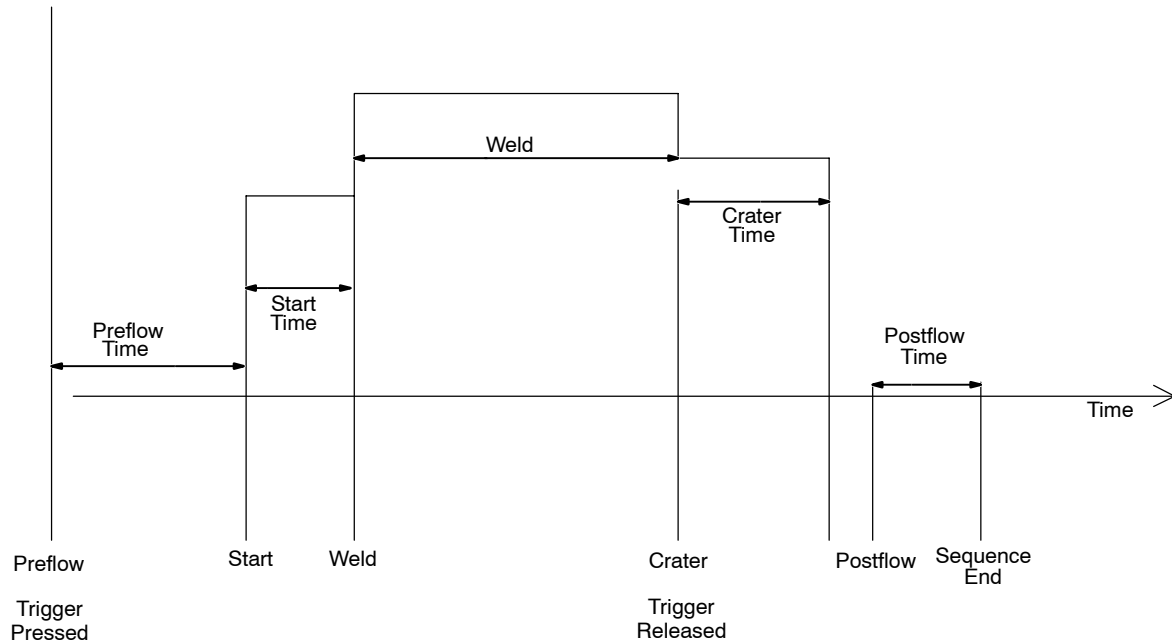 Weld
Crater
Time
Start
Time
Preflow
Time
Postflow
Time
Time
Preflow
Start
Weld
Crater
Postflow
Sequence
End
Trigger
Pressed
Trigger
Released